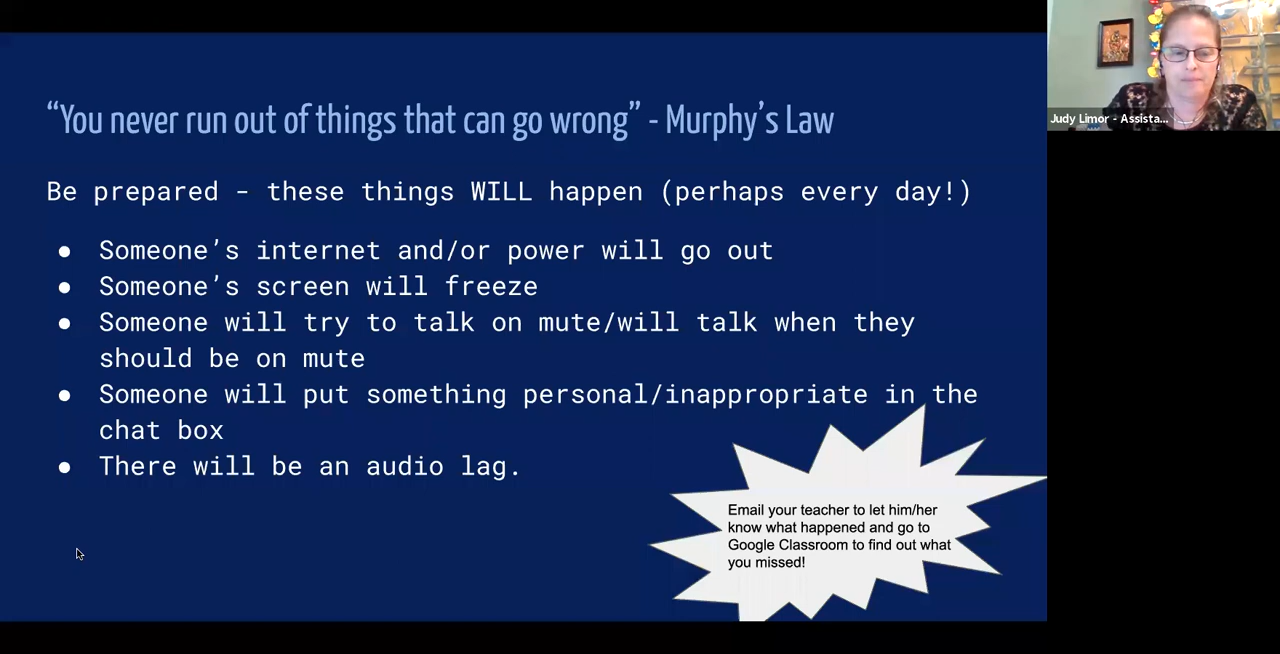 “You never run out of things that can go wrong” - Murphy’s Law
Be prepared - these things WILL happen (perhaps every day!)
● Someone’s internet and/or power will go out
● Someone’s screen will freeze
● Someone will try to talk on mute/will talk when they
should be on mute
● Someone will put something personal/inappropriate in the
chat box
● There will be an audio lag.
Email your teacher to let him/her
know what happened and go to
Google Classroom to find out what
you missed!
Judy Limor - Assista...